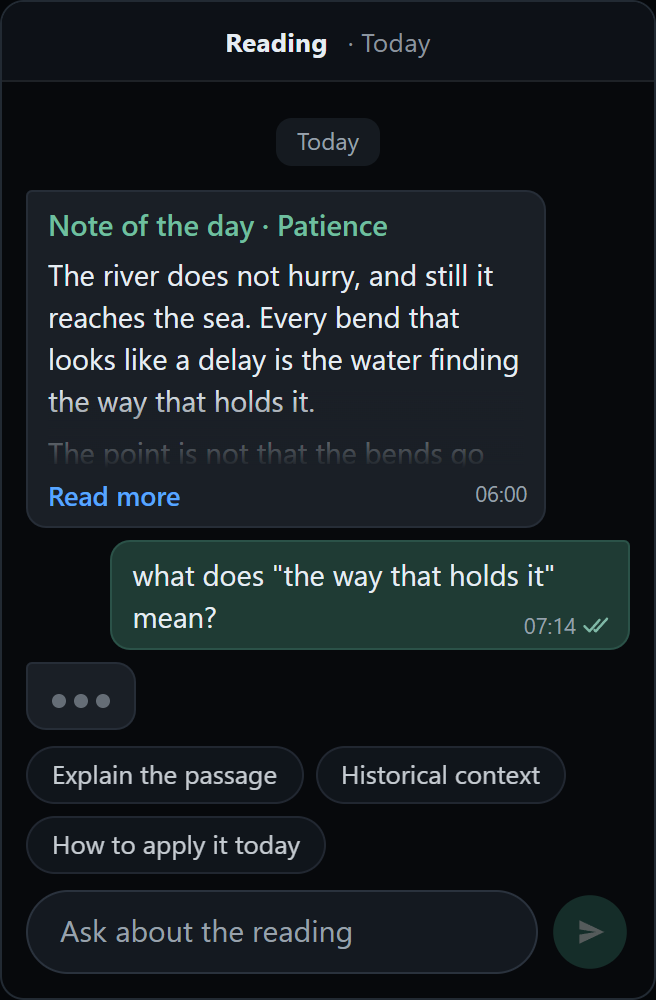 Reading · Today
Today
Note of the day · Patience
The river does not hurry, and still it
reaches the sea. Every bend that
looks like a delay is the water finding
the way that holds it.
The point is not that the bends go
Read more 06:00
what does "the way that holds it"
mean? 07:14
Explain the passage Historical context
How to apply it today
Ask about the reading